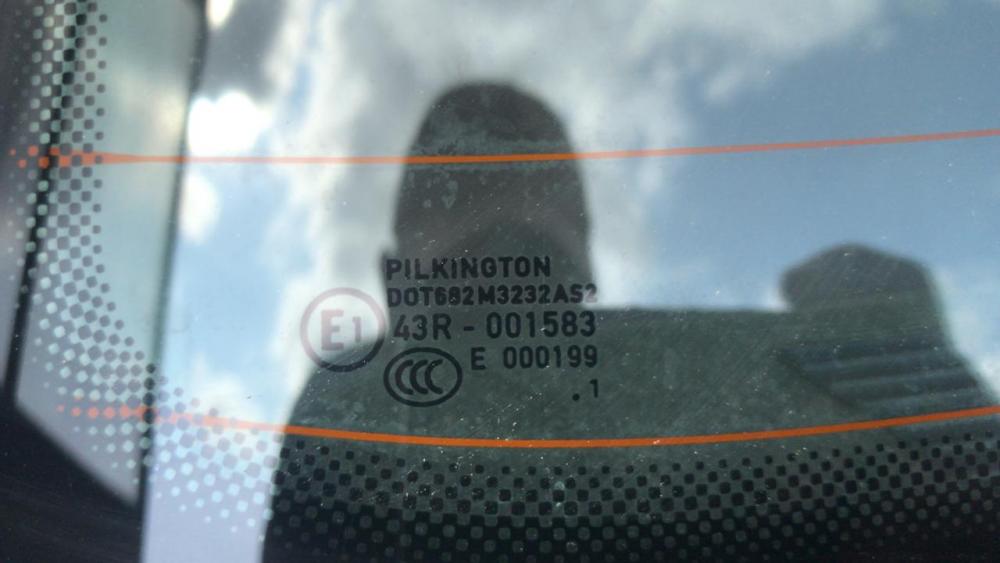 PILKINGTON
DOT682M3232AS2
E1 43R - 001583
CCC E 000199
.1